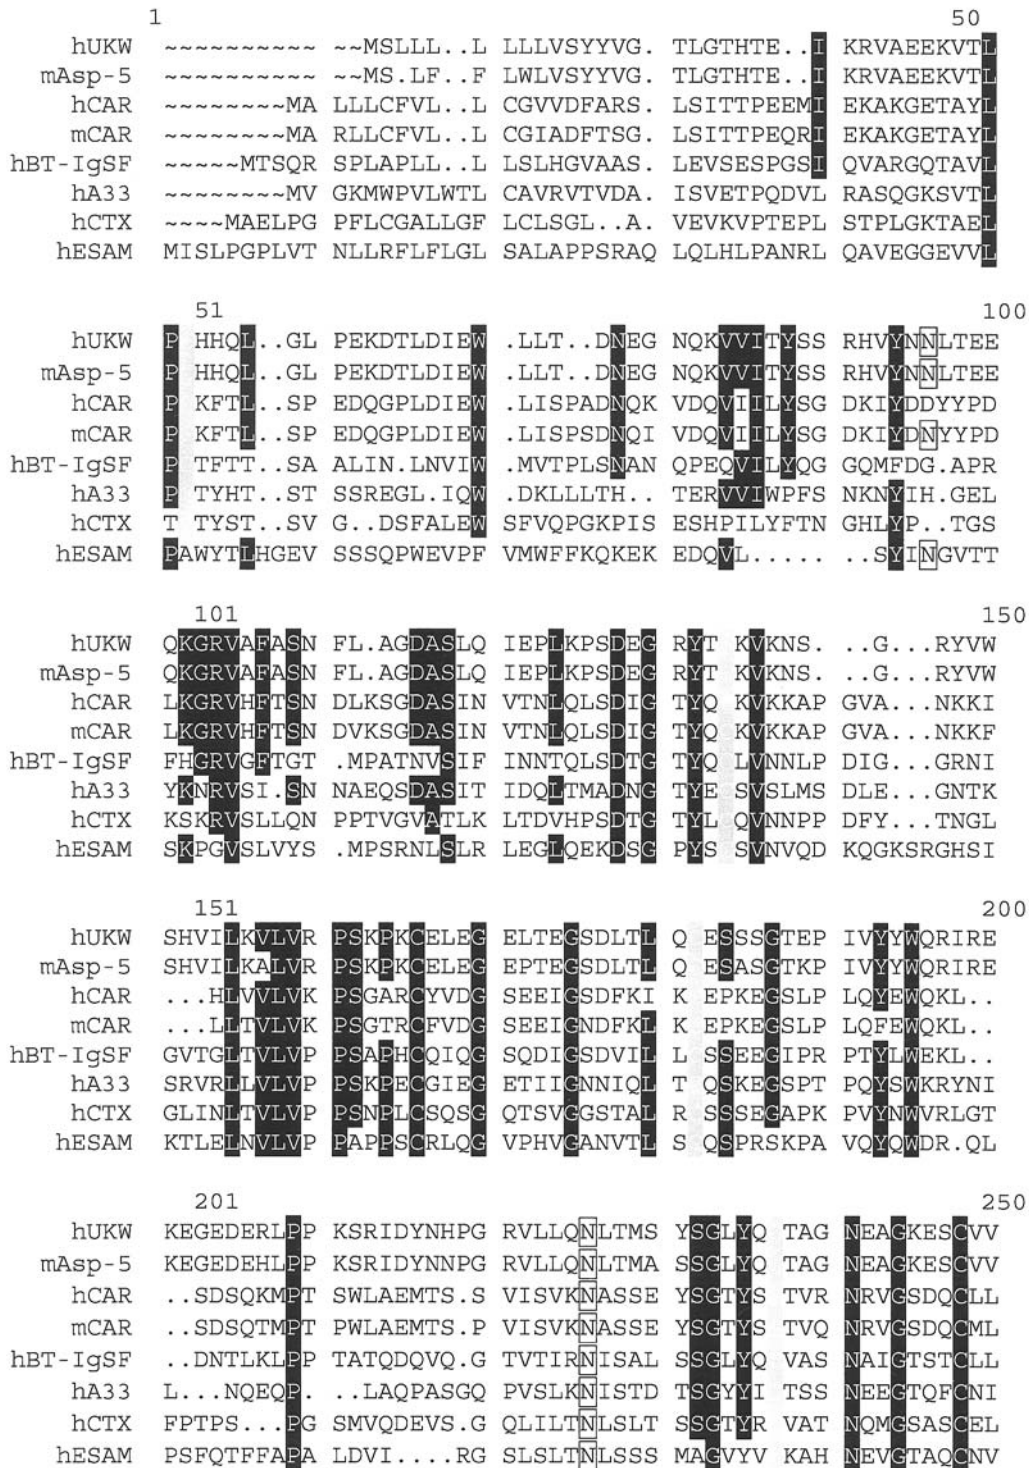 1 50
hUKW ~~~~~~~~~~ ~~MSLLL..L LLLVSYYVG. TLGTHTE..I KRVAEEKVTL
mAsp-5 ~~~~~~~~~~ ~~MS.LF..F LWLVSYYVG. TLGTHTE..I KRVAEEKVTL
hCAR ~~~~~~~~MA LLLCFVL..L CGVVDFARS. LSITTPEEMI EKAKGETAYL
mCAR ~~~~~~~~MA RLLCFVL..L CGIADFTSG. LSITTPEQRI EKAKGETAYL
hBT-IgSF ~~~~~MTSQR SPLAPLL..L LSLHGVAAS. LEVSESPGSI QVARGQTAVL
hA33 ~~~~~~~~MV GKMWPVLWTL CAVRVTVDA. ISVETPQDVL RASQGKSVTL
hCTX ~~~~MAELPG PFLCGALLGF LCLSGL..A. VEVKVPTEPL STPLGKTAEL
hESAM MISLPGPLVT NLLRFLFLGL SALAPPSRAQ LQLHLPANRL QAVEGGEVVL
51 100
hUKW P HHQL..GL PEKDTLDIEW .LLT..DNEG NQKVVITYSS RHVYNNLTEE
mAsp-5 P HHQL..GL PEKDTLDIEW .LLT..DNEG NQKVVITYSS RHVYNNLTEE
hCAR P KFTL..SP EDQGPLDIEW .LISPADNQK VDQVIILYSG DKIYDDYYPD
mCAR P KFTL..SP EDQGPLDIEW .LISPSDNQI VDQVIILYSG DKIYDNYYPD
hBT-IgSF P TFTT..SA ALIN.LNVIW .MVTPLSNAN QPEQVILYQG GQMFDG.APR
hA33 P TYHT..ST SSREGL.IQW .DKLLLTH.. TERVVIWPFS NKNYIH.GEL
hCTX T TYST..SV G..DSFALEW SFVQPGKPIS ESHPILYFTN GHLYP..TGS
hESAM PAWYTLHGEV SSSQPWEVPF VMWFFKQKEK EDQVL..... ..SYINGVTT
101 150
hUKW QKGRVAFASN FL.AGDASLQ IEPLKPSDEG RYT KVKNS. ..G...RYVW
mAsp-5 QKGRVAFASN FL.AGDASLQ IEPLKPSDEG RYT KVKNS. ..G...RYVW
hCAR LKGRVHFTSN DLKSGDASIN VTNLQLSDIG TYQ KVKKAP GVA...NKKI
mCAR LKGRVHFTSN DVKSGDASIN VTNLQLSDIG TYQ KVKKAP GVA...NKKF
hBT-IgSF FHGRVGFTGT .MPATNVSIF INNTQLSDTG TYQ LVNNLP DIG...GRNI
hA33 YKNRVSI.SN NAEQSDASIT IDQLTMADNG TYE SVSLMS DLE...GNTK
hCTX KSKRVSLLQN PPTVGVATLK LTDVHPSDTG TYL QVNNPP DFY...TNGL
hESAM SKPGVSLVYS .MPSRNLSLR LEGLQEKDSG PYS SVNVQD KQGKSRGHSI
151 200
hUKW SHVILKVLVR PSKPKCELEG ELTEGSDLTL Q ESSSGTEP IVYYWQRIRE
mAsp-5 SHVILKALVR PSKPKCELEG EPTEGSDLTL Q ESASGTKP IVYYWQRIRE
hCAR ...HLVVLVK PSGARCYVDG SEEIGSDFKI K EPKEGSLP LQYEWQKL..
mCAR ...LLTVLVK PSGTRCFVDG SEEIGNDFKL K EPKEGSLP LQFEWQKL..
hBT-IgSF GVTGLTVLVP PSAPHCQIQG SQDIGSDVIL L SSEEGIPR PTYLWEKL..
hA33 SRVRLLVLVP PSKPECGIEG ETIIGNNIQL T QSKEGSPT PQYSWKRYNI
hCTX GLINLTVLVP PSNPLCSQSG QTSVGGSTAL R SSSEGAPK PVYNWVRLGT
hESAM KTLELNVLVP PAPPSCRLQG VPHVGANVTL S QSPRSKPA VQYQWDR.QL
201 250
hUKW KEGEDERLPP KSRIDYNHPG RVLLQNLTMS YSGLYQ TAG NEAGKESCVV
mAsp-5 KEGEDEHLPP KSRIDYNNPG RVLLQNLTMA SSGLYQ TAG NEAGKESCVV
hCAR ..SDSQKMPT SWLAEMTS.S VISVKNASSE YSGTYS TVR NRVGSDQCLL
mCAR ..SDSQTMPT PWLAEMTS.P VISVKNASSE YSGTYS TVQ NRVGSDQCML
hBT-IgSF ..DNTLKLPP TATQDQVQ.G TVTIRNISAL SSGLYQ VAS NAIGTSTCLL
hA33 L...NQEQP. ..LAQPASGQ PVSLKNISTD TSGYYI TSS NEEGTQFCNI
hCTX FPTPS...PG SMVQDEVS.G QLILTNLSLT SSGTYR VAT NQMGSASCEL
hESAM PSFQTFFAPA LDVI....RG SLSLTNLSSS MAGVYV KAH NEVGTAQCNV